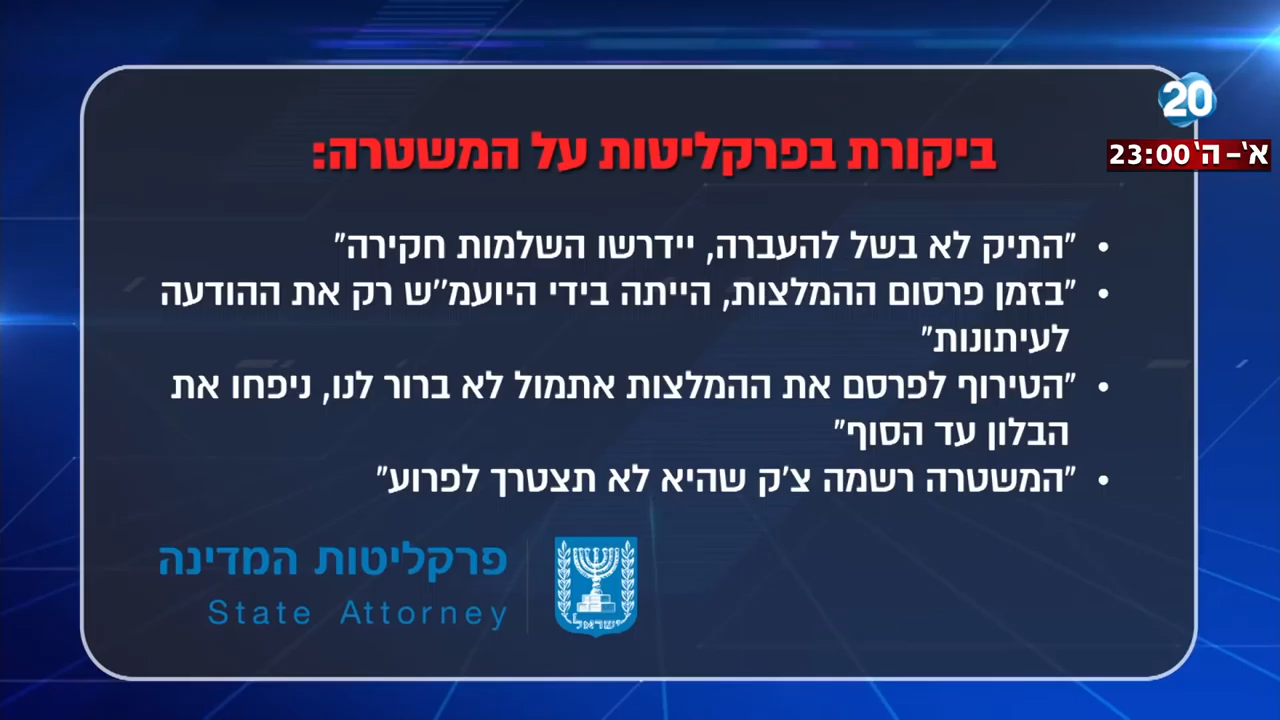 20
א'-ה' 23:00
ביקורת בפרקליטות על המשטרה:
• "התיק לא בשל להעברה, יידרשו השלמות חקירה"
• "בזמן פרסום ההמלצות, הייתה בידי היועמ"ש רק את ההודעה
לעיתונות"
• "הטירוף לפרסם את ההמלצות אתמול לא ברור לנו, ניפחו את
הבלון עד הסוף"
• "המשטרה רשמה צ'ק שהיא לא תצטרך לפרוע"
פרקליטות המדינה
State Attorney
ישראל